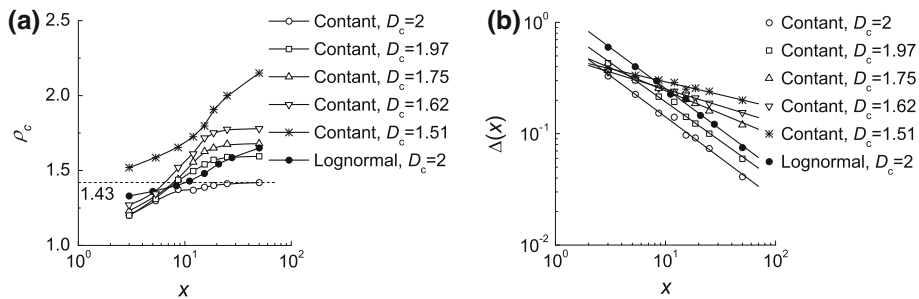 (a)
2.5
2.0
1.5
1.0
ρc
1.43
10^0
10^1
10^2
x
Contant, Dc=2
Contant, Dc=1.97
Contant, Dc=1.75
Contant, Dc=1.62
Contant, Dc=1.51
Lognormal, Dc=2
(b)
10^0
10^-1
10^-2
Δ(x)
10^0
10^1
10^2
x
Contant, Dc=2
Contant, Dc=1.97
Contant, Dc=1.75
Contant, Dc=1.62
Contant, Dc=1.51
Lognormal, Dc=2